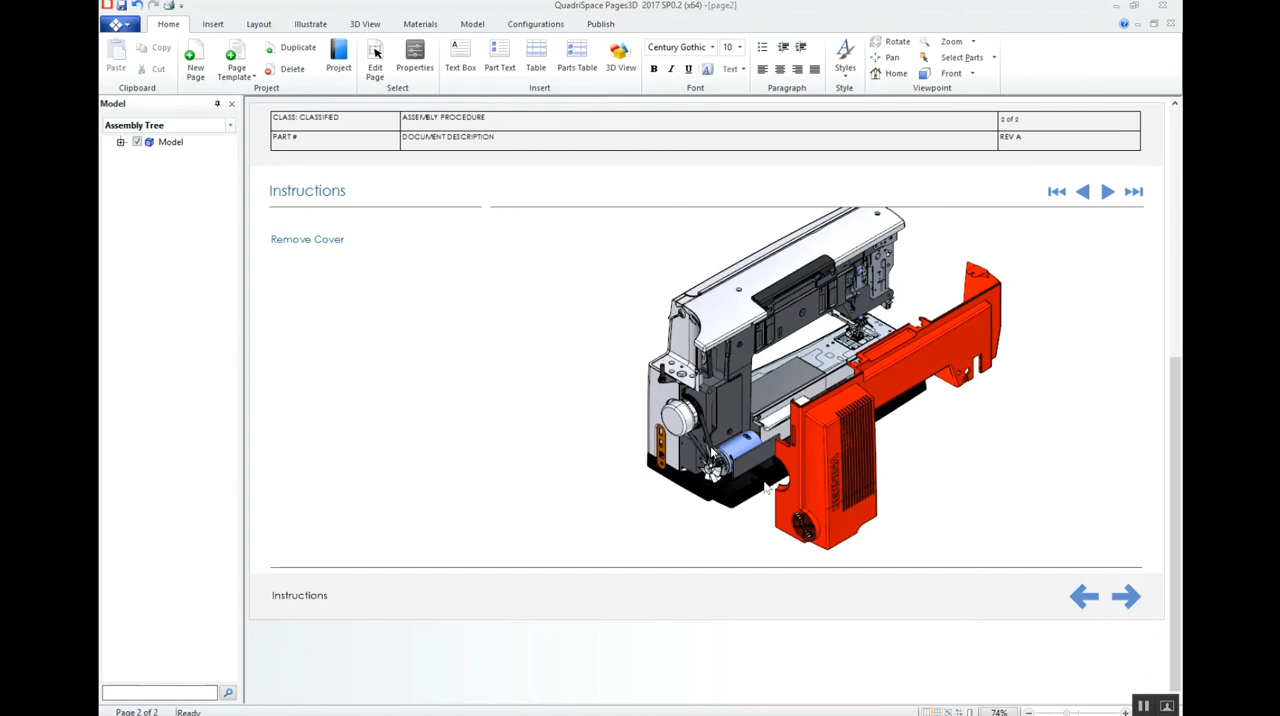 QuadriSpace Pages3D 2017 SP0.2 (x64) -[page2]
Home Insert Layout Illustrate 3D View Materials Model Configurations Publish
Paste Copy Cut
Clipboard
New Page Page Template Duplicate Delete Project
Project
Edit Page Properties
Select
Text Box Part Text Table Parts Table 3D View
Insert
Century Gothic 10
B I U A Text
Font
Paragraph
Styles
Style
Rotate Zoom
Pan Select Parts
Home Front
Viewpoint
Model
Assembly Tree
Model
CLASS: CLASSIFIED ASSEMBLY PROCEDURE 2 of 2
PART # DOCUMENT DESCRIPTION REV A
Instructions
Remove Cover
Instructions
Page 2 of 2 Ready 74%